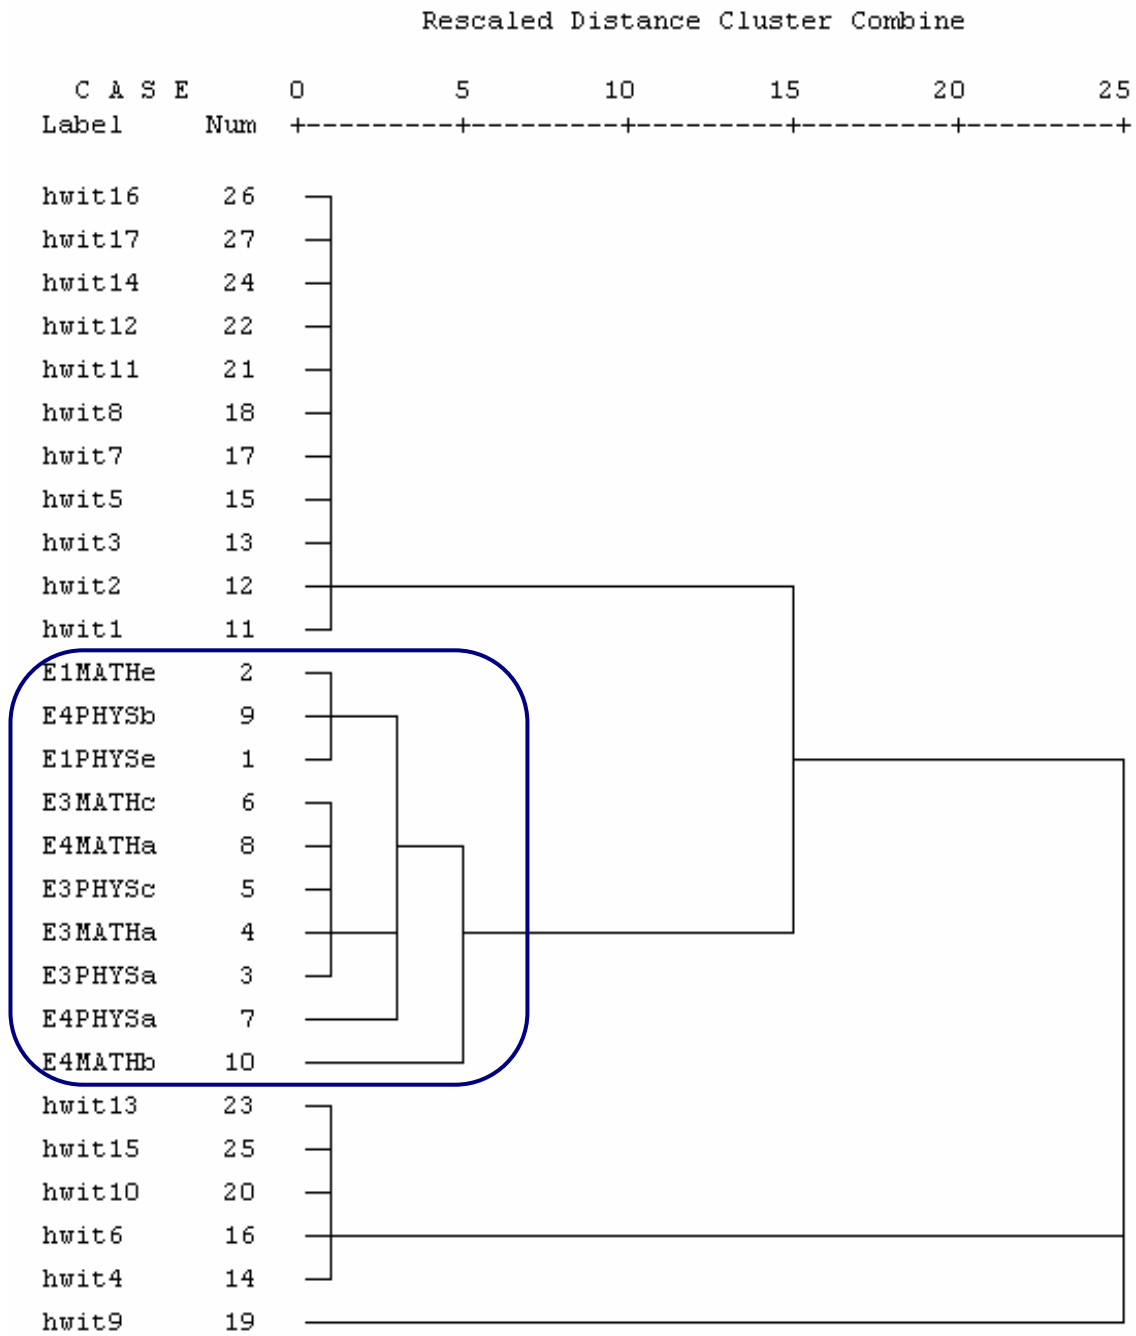 Rescaled Distance Cluster Combine
C A S E 0 5 10 15 20 25
Label Num +---------+---------+---------+---------+---------+
hwit16 26
hwit17 27
hwit14 24
hwit12 22
hwit11 21
hwit8 18
hwit7 17
hwit5 15
hwit3 13
hwit2 12
hwit1 11
E1MATHe 2
E4PHYSb 9
E1PHYSe 1
E3MATHc 6
E4MATHa 8
E3PHYSc 5
E3MATHa 4
E3PHYSa 3
E4PHYSa 7
E4MATHb 10
hwit13 23
hwit15 25
hwit10 20
hwit6 16
hwit4 14
hwit9 19